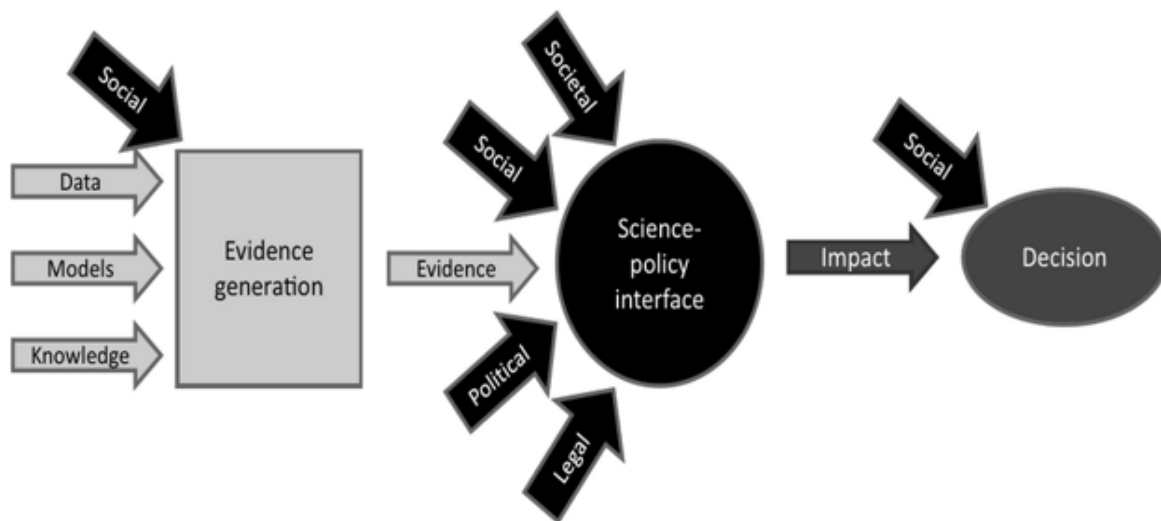 Social
Data
Models
Knowledge
Evidence
generation
Societal
Social
Evidence
Political
Legal
Science-
policy
interface
Impact
Social
Decision